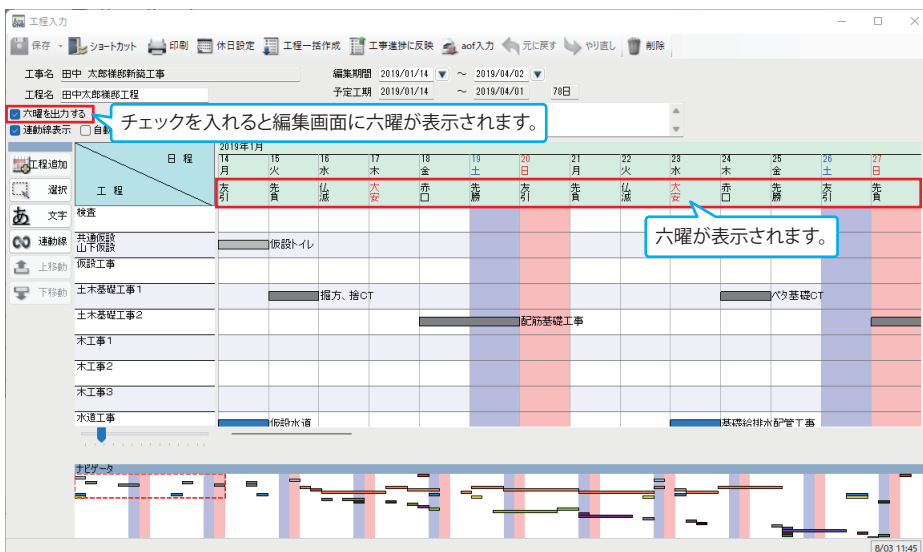 工程入力
保存 ショートカット 印刷 休日設定 工程一括作成 工事進捗に反映 aof入力 元に戻す やり直し 削除
工事名 田中 太郎様邸新築工事 編集期間 2019/01/14 ～ 2019/04/02
工程名 田中太郎様邸工程 予定工期 2019/01/14 ～ 2019/04/01 78日
六曜を出力する
チェックを入れると編集画面に六曜が表示されます。
連動線表示 自動
2019年1月
工程追加 日 程 14 15 16 17 18 19 20 21 22 23 24 25 26 27
月 火 水 木 金 土 日 月 火 水 木 金 土 日
選択 工 程 友引 先負 仏滅 大安 赤口 先勝 友引 先負 仏滅 大安 赤口 先勝 友引 先負
文字 検査
六曜が表示されます。
連動線 共通仮設
山下仮設 仮設トイレ
上移動 仮設工事
下移動 土木基礎工事1 掘方、捨CT ベタ基礎CT
土木基礎工事2 配筋基礎工事
木工事1
木工事2
木工事3
水道工事 仮設水道 基礎給排水配管工事
ナビゲータ
8/03 11:45